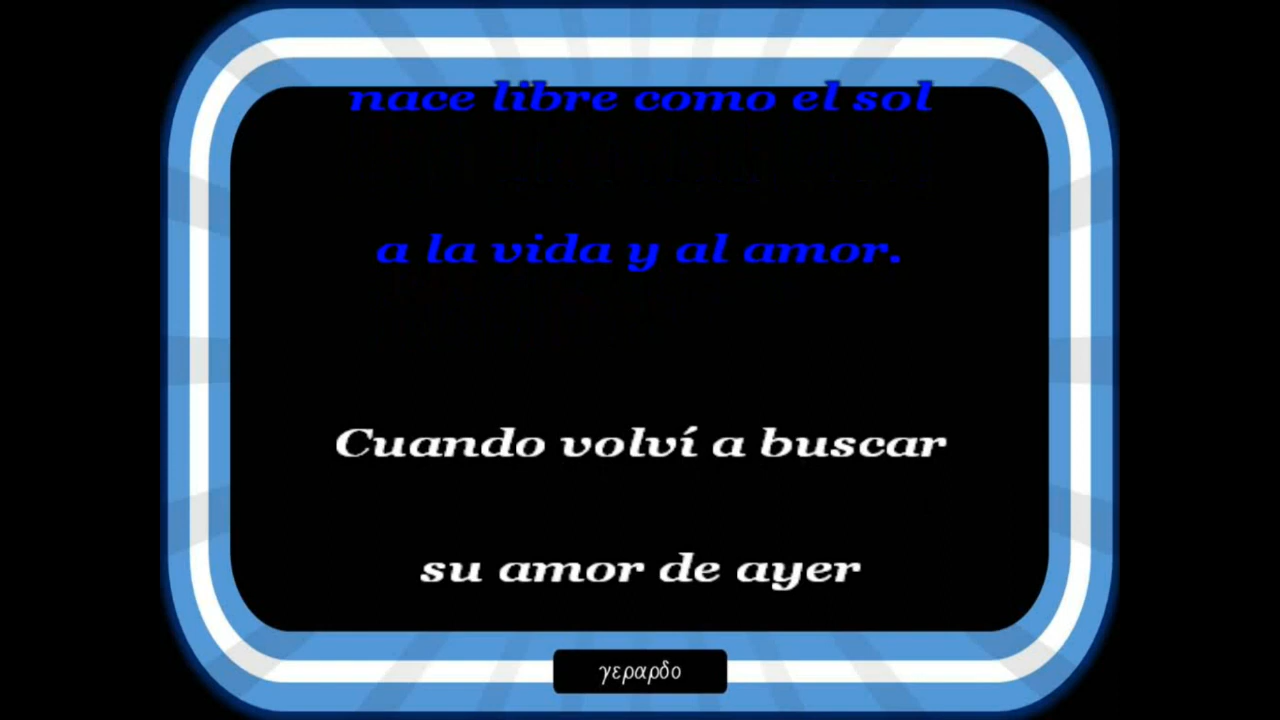 nace libre como el sol
a la vida y al amor.
Cuando volví a buscar
su amor de ayer
γεραρδο